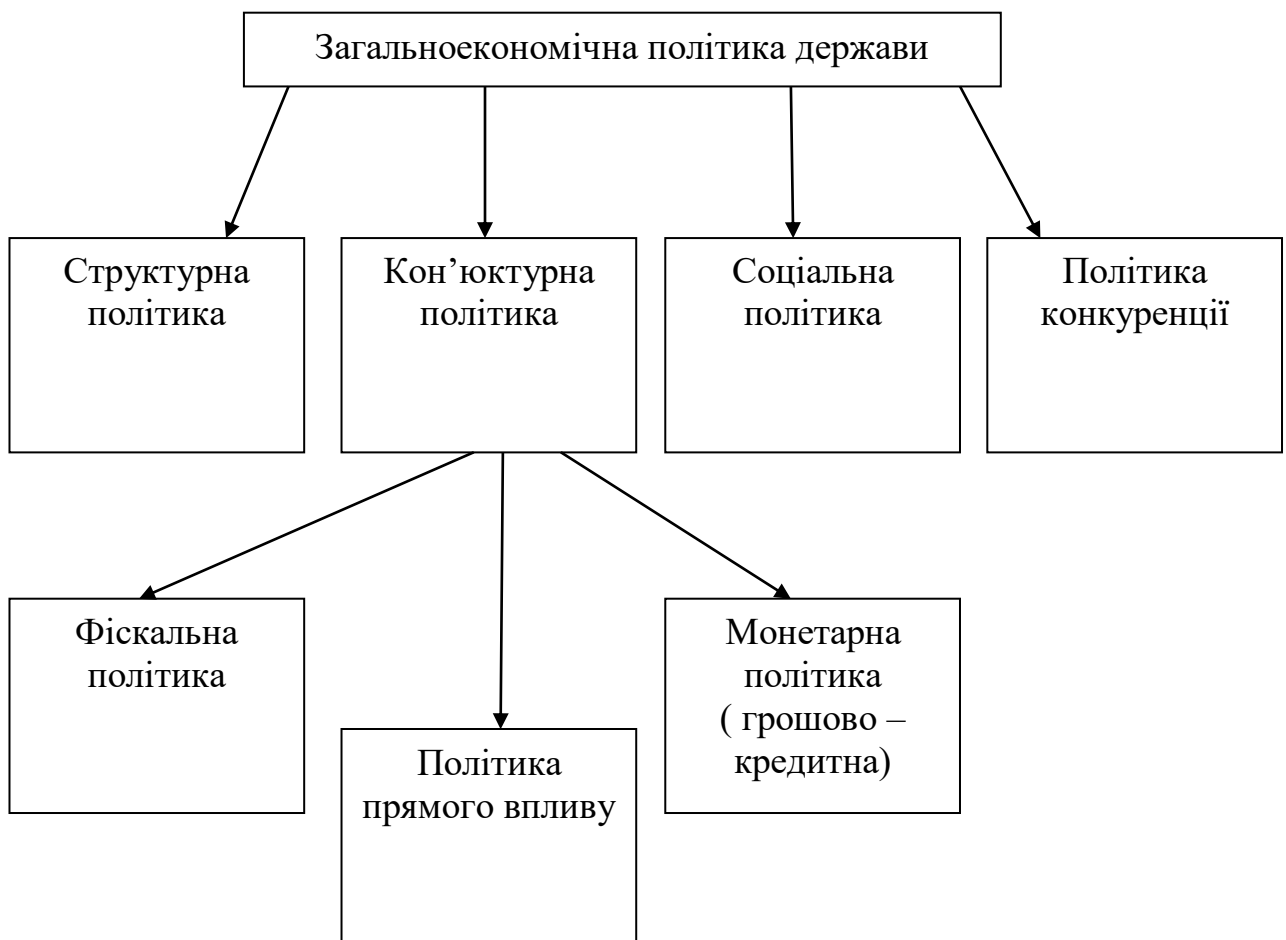 Загальноекономічна політика держави
Структурна
політика
Кон’юктурна
політика
Соціальна
політика
Політика
конкуренції
Фіскальна
політика
Політика
прямого впливу
Монетарна
політика
( грошово –
кредитна)